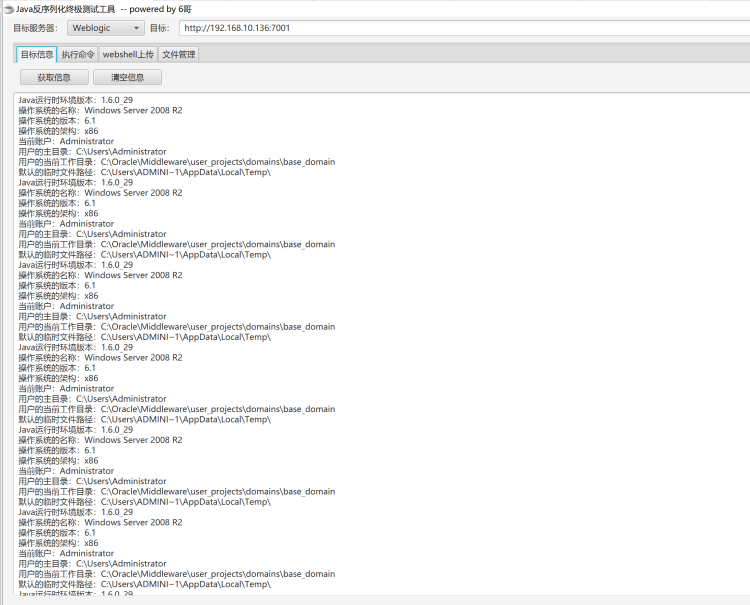 Java反序列化终极测试工具 -- powered by 6哥
目标服务器： Weblogic 目标： http://192.168.10.136:7001
目标信息 执行命令 webshell上传 文件管理
获取信息 清空信息
Java运行时环境版本：1.6.0_29
操作系统的名称：Windows Server 2008 R2
操作系统的版本：6.1
操作系统的架构：x86
当前账户：Administrator
用户的主目录：C:\Users\Administrator
用户的当前工作目录：C:\Oracle\Middleware\user_projects\domains\base_domain
默认的临时文件路径：C:\Users\ADMINI~1\AppData\Local\Temp\
Java运行时环境版本：1.6.0_29
操作系统的名称：Windows Server 2008 R2
操作系统的版本：6.1
操作系统的架构：x86
当前账户：Administrator
用户的主目录：C:\Users\Administrator
用户的当前工作目录：C:\Oracle\Middleware\user_projects\domains\base_domain
默认的临时文件路径：C:\Users\ADMINI~1\AppData\Local\Temp\
Java运行时环境版本：1.6.0_29
操作系统的名称：Windows Server 2008 R2
操作系统的版本：6.1
操作系统的架构：x86
当前账户：Administrator
用户的主目录：C:\Users\Administrator
用户的当前工作目录：C:\Oracle\Middleware\user_projects\domains\base_domain
默认的临时文件路径：C:\Users\ADMINI~1\AppData\Local\Temp\
Java运行时环境版本：1.6.0_29
操作系统的名称：Windows Server 2008 R2
操作系统的版本：6.1
操作系统的架构：x86
当前账户：Administrator
用户的主目录：C:\Users\Administrator
用户的当前工作目录：C:\Oracle\Middleware\user_projects\domains\base_domain
默认的临时文件路径：C:\Users\ADMINI~1\AppData\Local\Temp\
Java运行时环境版本：1.6.0_29
操作系统的名称：Windows Server 2008 R2
操作系统的版本：6.1
操作系统的架构：x86
当前账户：Administrator
用户的主目录：C:\Users\Administrator
用户的当前工作目录：C:\Oracle\Middleware\user_projects\domains\base_domain
默认的临时文件路径：C:\Users\ADMINI~1\AppData\Local\Temp\
Java运行时环境版本：1.6.0_29
操作系统的名称：Windows Server 2008 R2
操作系统的版本：6.1
操作系统的架构：x86
当前账户：Administrator
用户的主目录：C:\Users\Administrator
用户的当前工作目录：C:\Oracle\Middleware\user_projects\domains\base_domain
默认的临时文件路径：C:\Users\ADMINI~1\AppData\Local\Temp\
Java运行时环境版本：1.6.0_29